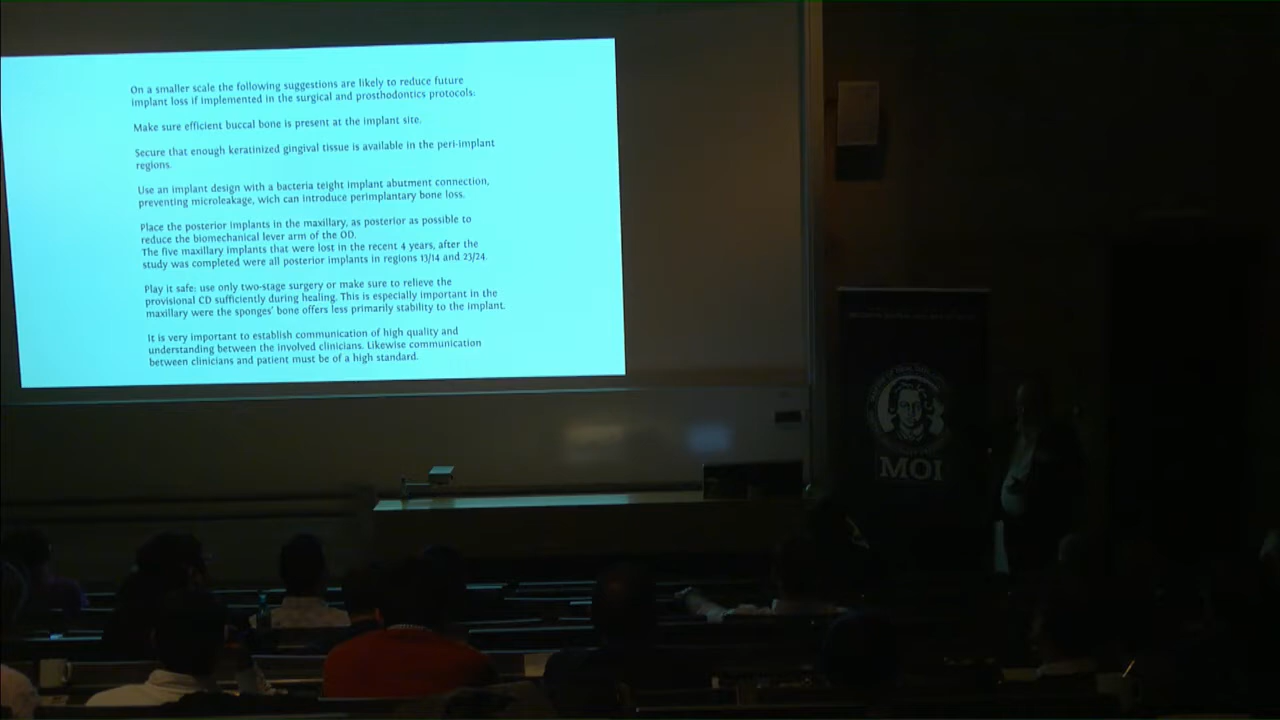 On a smaller scale the following suggestions are likely to reduce future
implant loss if implemented in the surgical and prosthodontics protocols:
Make sure efficient buccal bone is present at the implant site.
Secure that enough keratinized gingival tissue is available in the peri-implant
regions.
Use an implant design with a bacteria teight implant abutment connection,
preventing microleakage, wich can introduce perimplantary bone loss.
Place the posterior implants in the maxillary, as posterior as possible to
reduce the biomechanical lever arm of the OD.
The five maxillary implants that were lost in the recent 4 years, after the
study was completed were all posterior implants in regions 13/14 and 23/24.
Play it safe: use only two-stage surgery or make sure to relieve the
provisional CD sufficiently during healing. This is especially important in the
maxillary were the sponges' bone offers less primarily stability to the implant.
It is very important to establish communication of high quality and
understanding between the involved clinicians. Likewise communication
between clinicians and patient must be of a high standard.
MOI